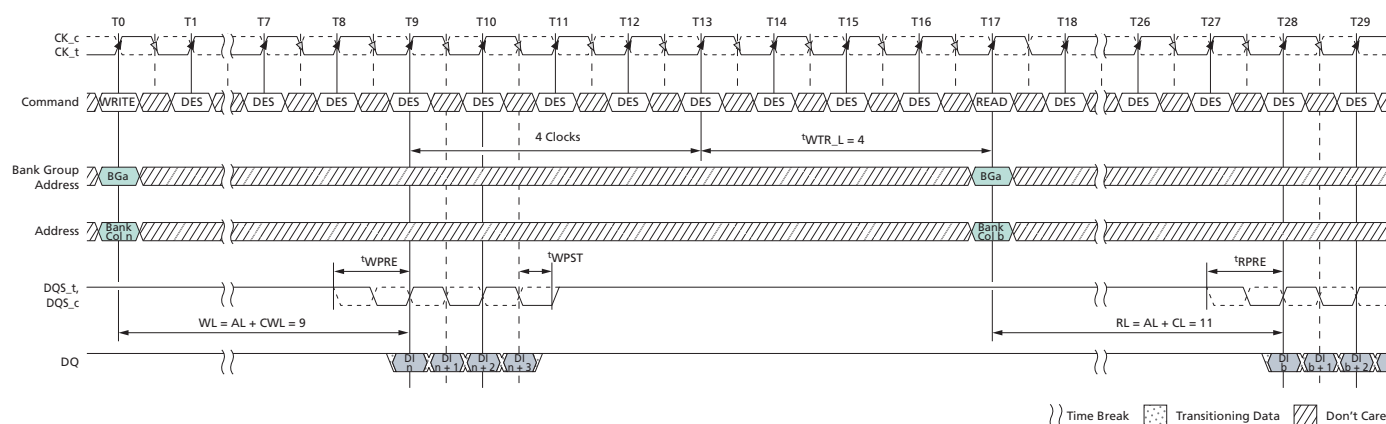 T0 T1 T7 T8 T9 T10 T11 T12 T13 T14 T15 T16 T17 T18 T26 T27 T28 T29
CK_c
CK_t
Command WRITE DES DES DES DES DES DES DES DES DES DES DES READ DES DES DES DES DES
4 Clocks tWTR_L = 4
Bank Group
Address BGa BGa
Address Bank
Col n Bank
Col b
tWPRE tWPST tRPRE
DQS_t,
DQS_c
WL = AL + CWL = 9 RL = AL + CL = 11
DQ DI
n DI
n + 1 DI
n + 2 DI
n + 3 DI
b DI
b + 1 DI
b + 2
Time Break Transitioning Data Don't Care